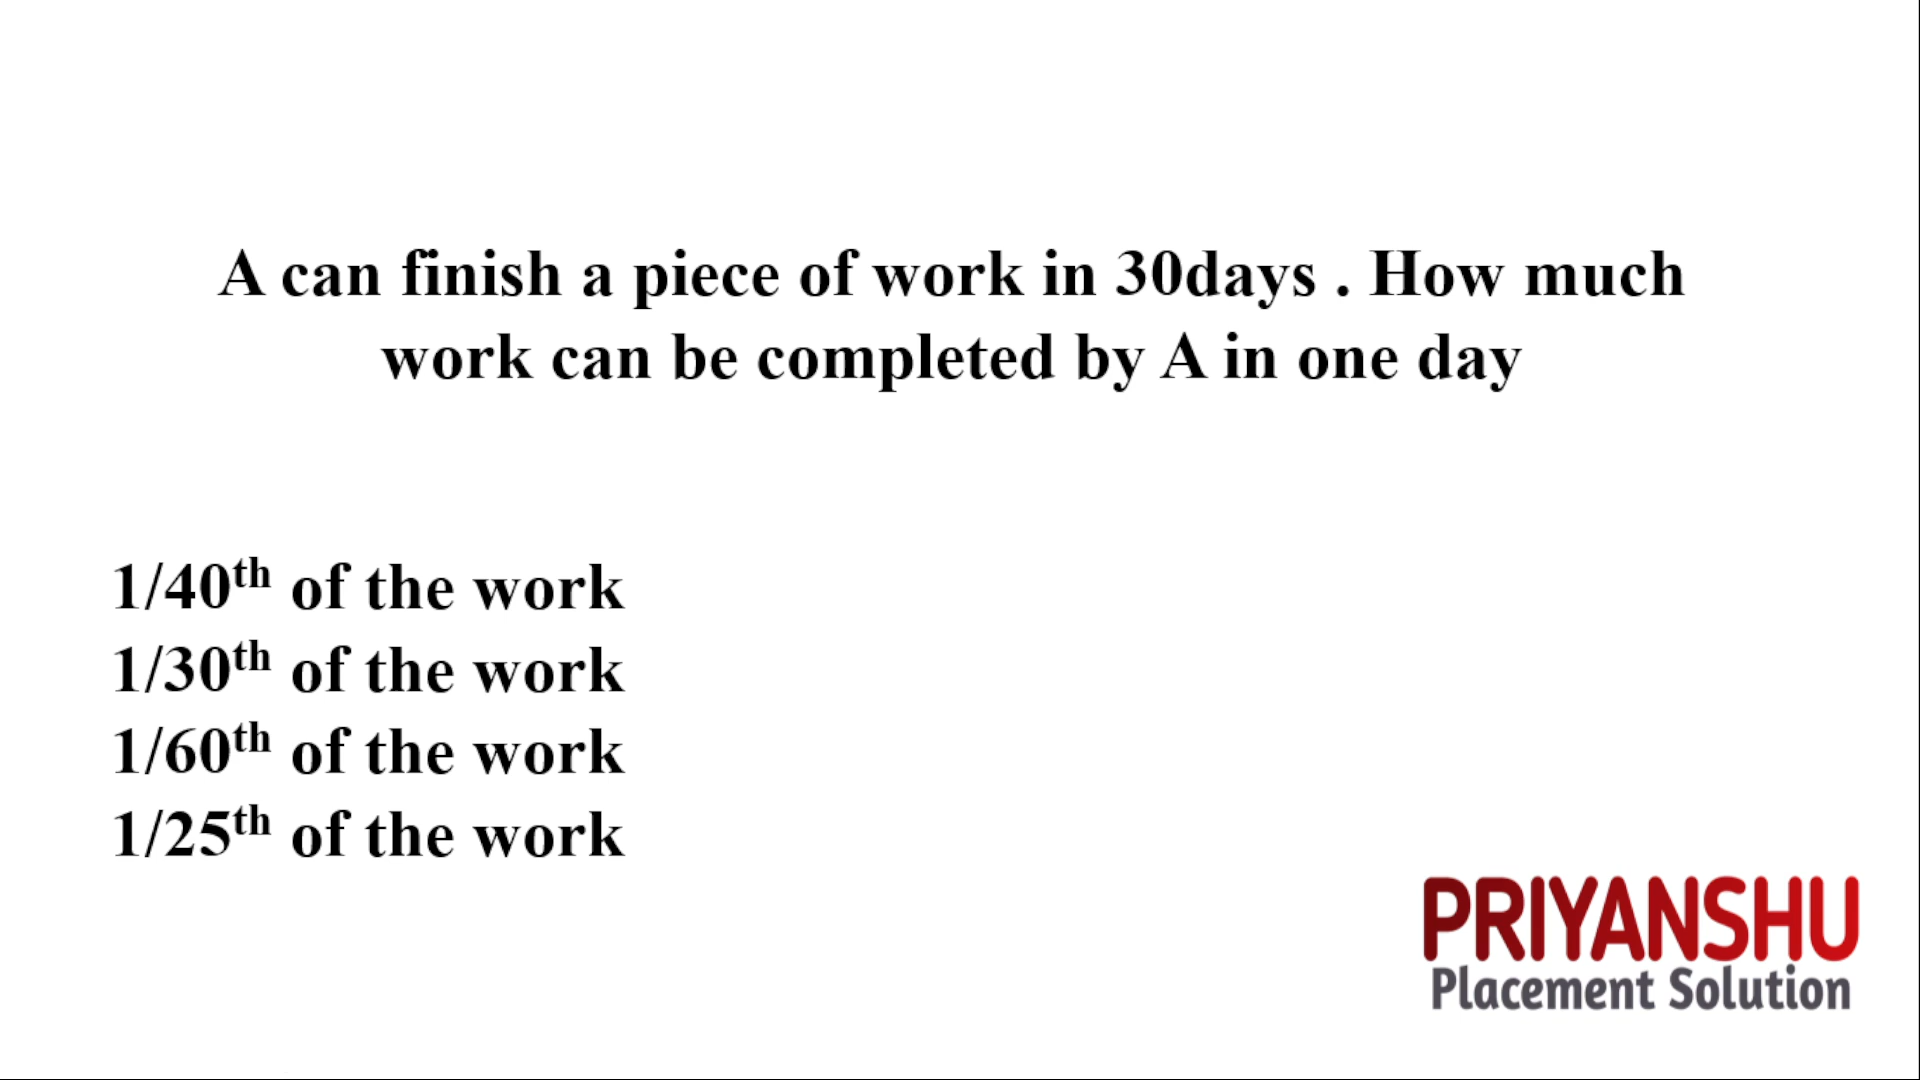 A can finish a piece of work in 30days . How much
work can be completed by A in one day
1/40th of the work
1/30th of the work
1/60th of the work
1/25th of the work
PRIYANSHU
Placement Solution